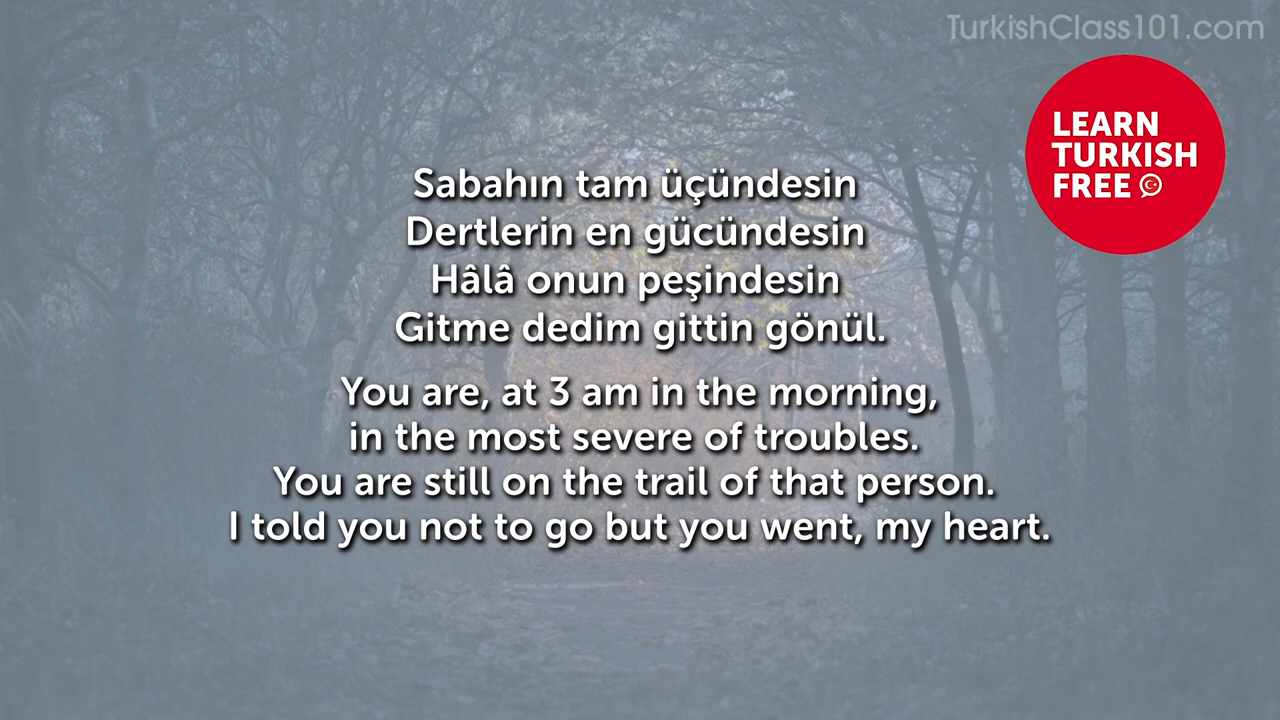 TurkishClass101.com
LEARN
TURKISH
FREE
Sabahın tam üçündesin
Dertlerin en gücündesin
Hâlâ onun peşindesin
Gitme dedim gittin gönül.
You are, at 3 am in the morning,
in the most severe of troubles.
You are still on the trail of that person.
I told you not to go but you went, my heart.